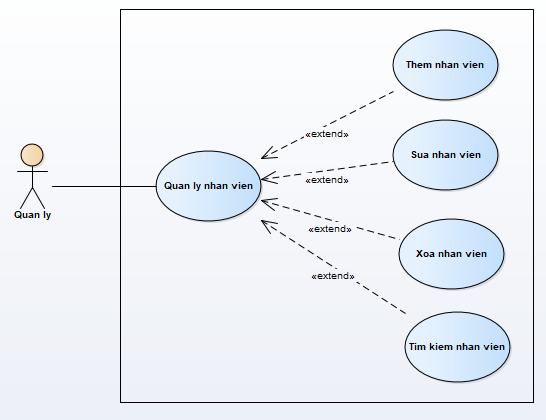 Them nhan vien
«extend»
Sua nhan vien
«extend»
Quan ly nhan vien
Quan ly
«extend»
Xoa nhan vien
«extend»
Tim kiem nhan vien